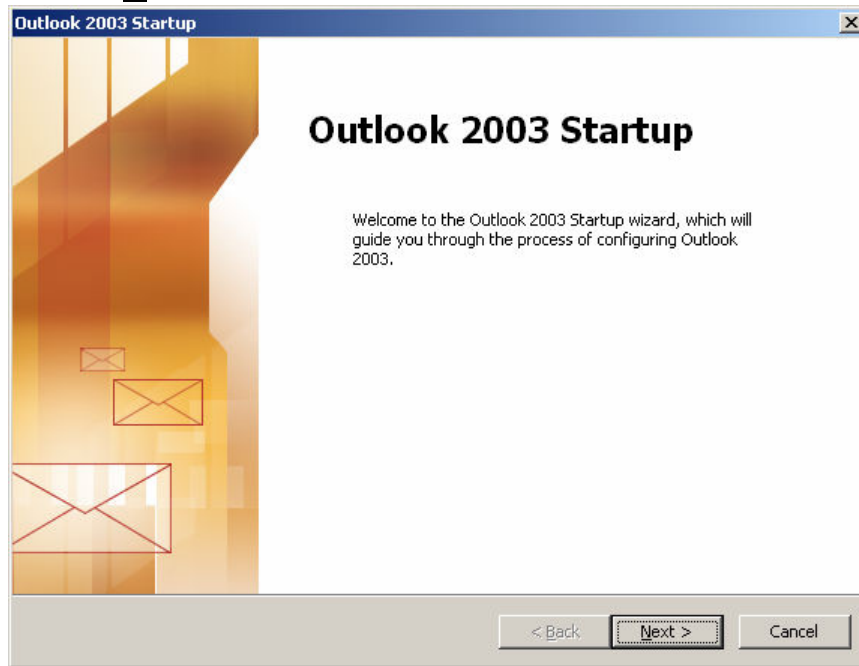 Outlook 2003 Startup
Outlook 2003 Startup
Welcome to the Outlook 2003 Startup wizard, which will
guide you through the process of configuring Outlook
2003.
< Back Next > Cancel